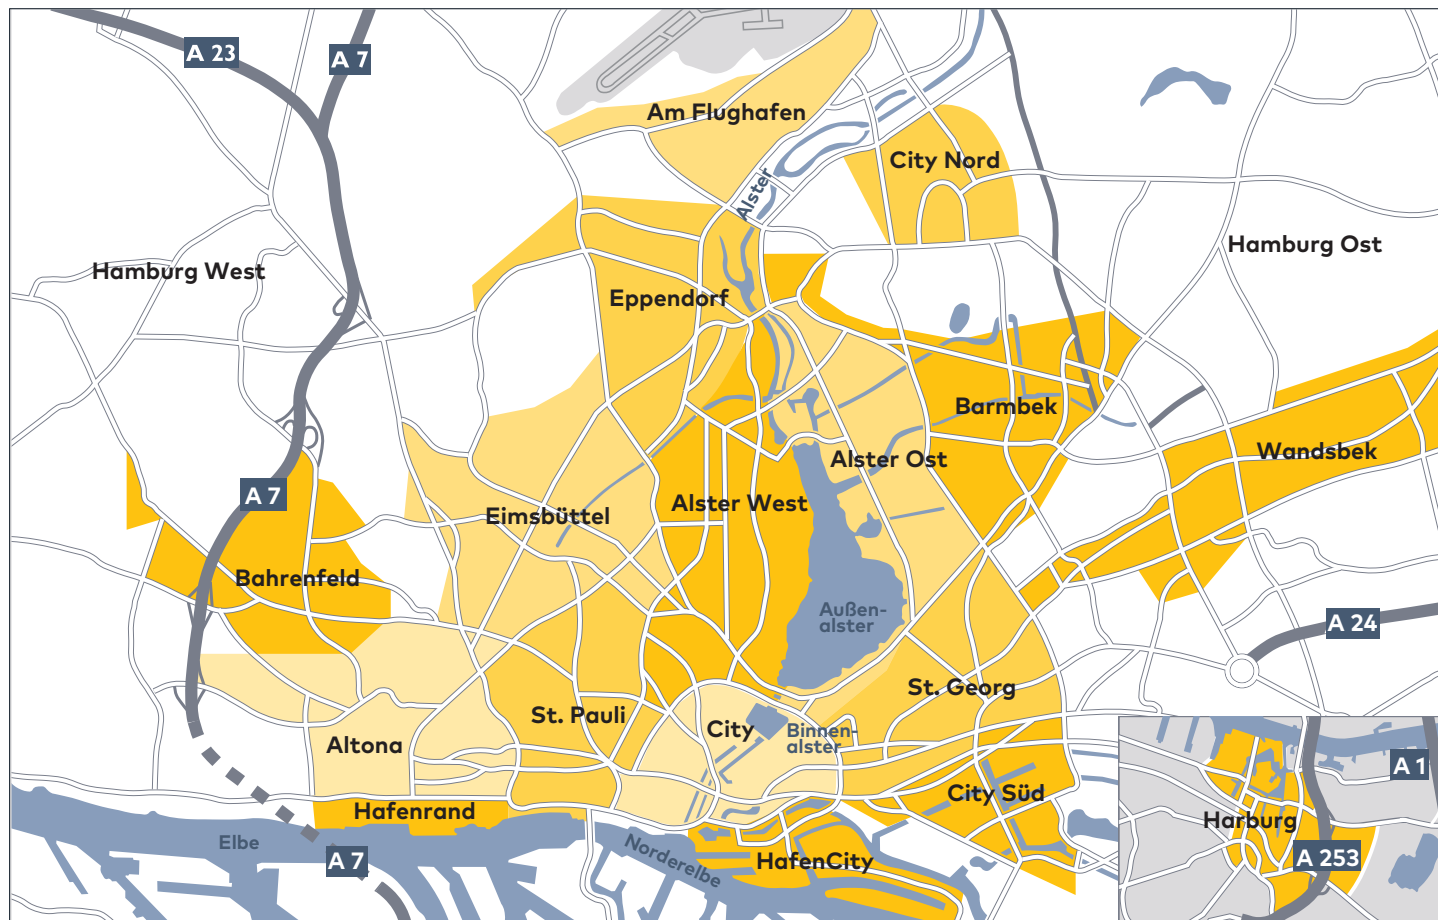 A 23
A 7
Am Flughafen
City Nord
Alster
Hamburg Ost
Hamburg West
Eppendorf
Barmbek
Wandsbek
Alster Ost
A 7
Alster West
Eimsbüttel
Bahrenfeld
Außen-
alster
A 24
St. Georg
St. Pauli
City
Binnen-
alster
Altona
A 1
City Süd
Hafenrand
Harburg
Elbe
A 7
Norderelbe
HafenCity
A 253